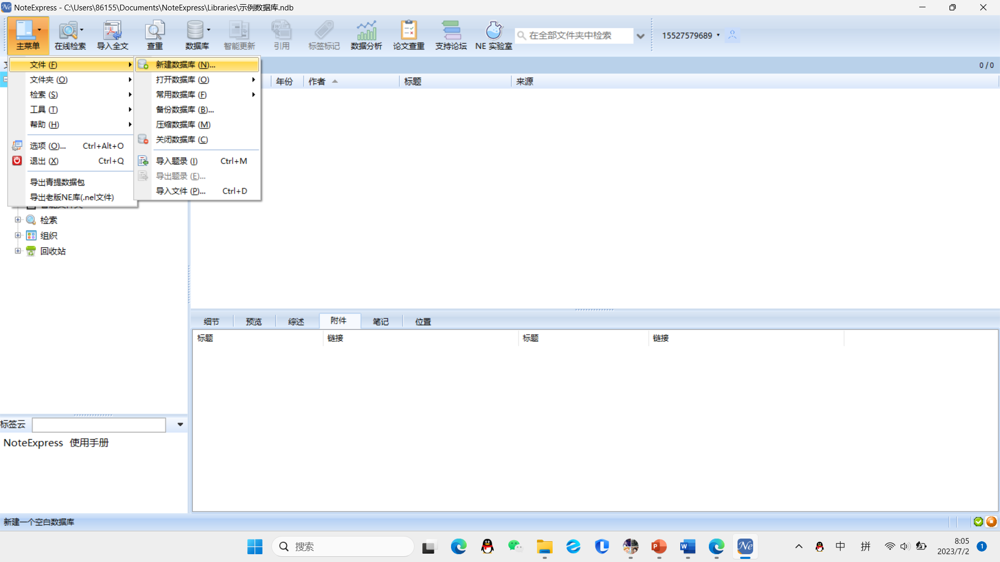 NoteExpress - C:\Users\86155\Documents\NoteExpress\Libraries\示例数据库.ndb
主菜单
在线检索
导入全文
查重
数据库
智能更新
引用
标签标记
数据分析
论文查重
支持论坛
NE 实验室
在全部文件夹中检索
15527579689
0 / 0
文件 (F)
文件夹 (O)
检索 (S)
工具 (T)
帮助 (H)
选项 (O)... Ctrl+Alt+O
退出 (X) Ctrl+Q
导出青提数据包
导出老版NE库(.nel文件)
新建数据库 (N)...
打开数据库 (O)
常用数据库 (F)
备份数据库 (B)...
压缩数据库 (M)
关闭数据库 (C)
导入题录 (I) Ctrl+M
导出题录 (E)...
导入文件 (P)... Ctrl+D
年份 作者 标题 来源
检索
组织
回收站
细节 预览 综述 附件 笔记 位置
标题 链接 标题 链接
标签云
NoteExpress 使用手册
新建一个空白数据库
搜索
中
拼
8:05
2023/7/2
1